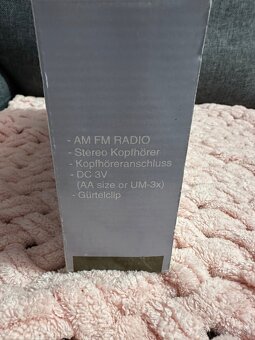 - AM FM RADIO
- Stereo Kopfhörer
- Kopfhöreranschluss
- DC 3V
(AA size or UM-3x)
- Gürtelclip